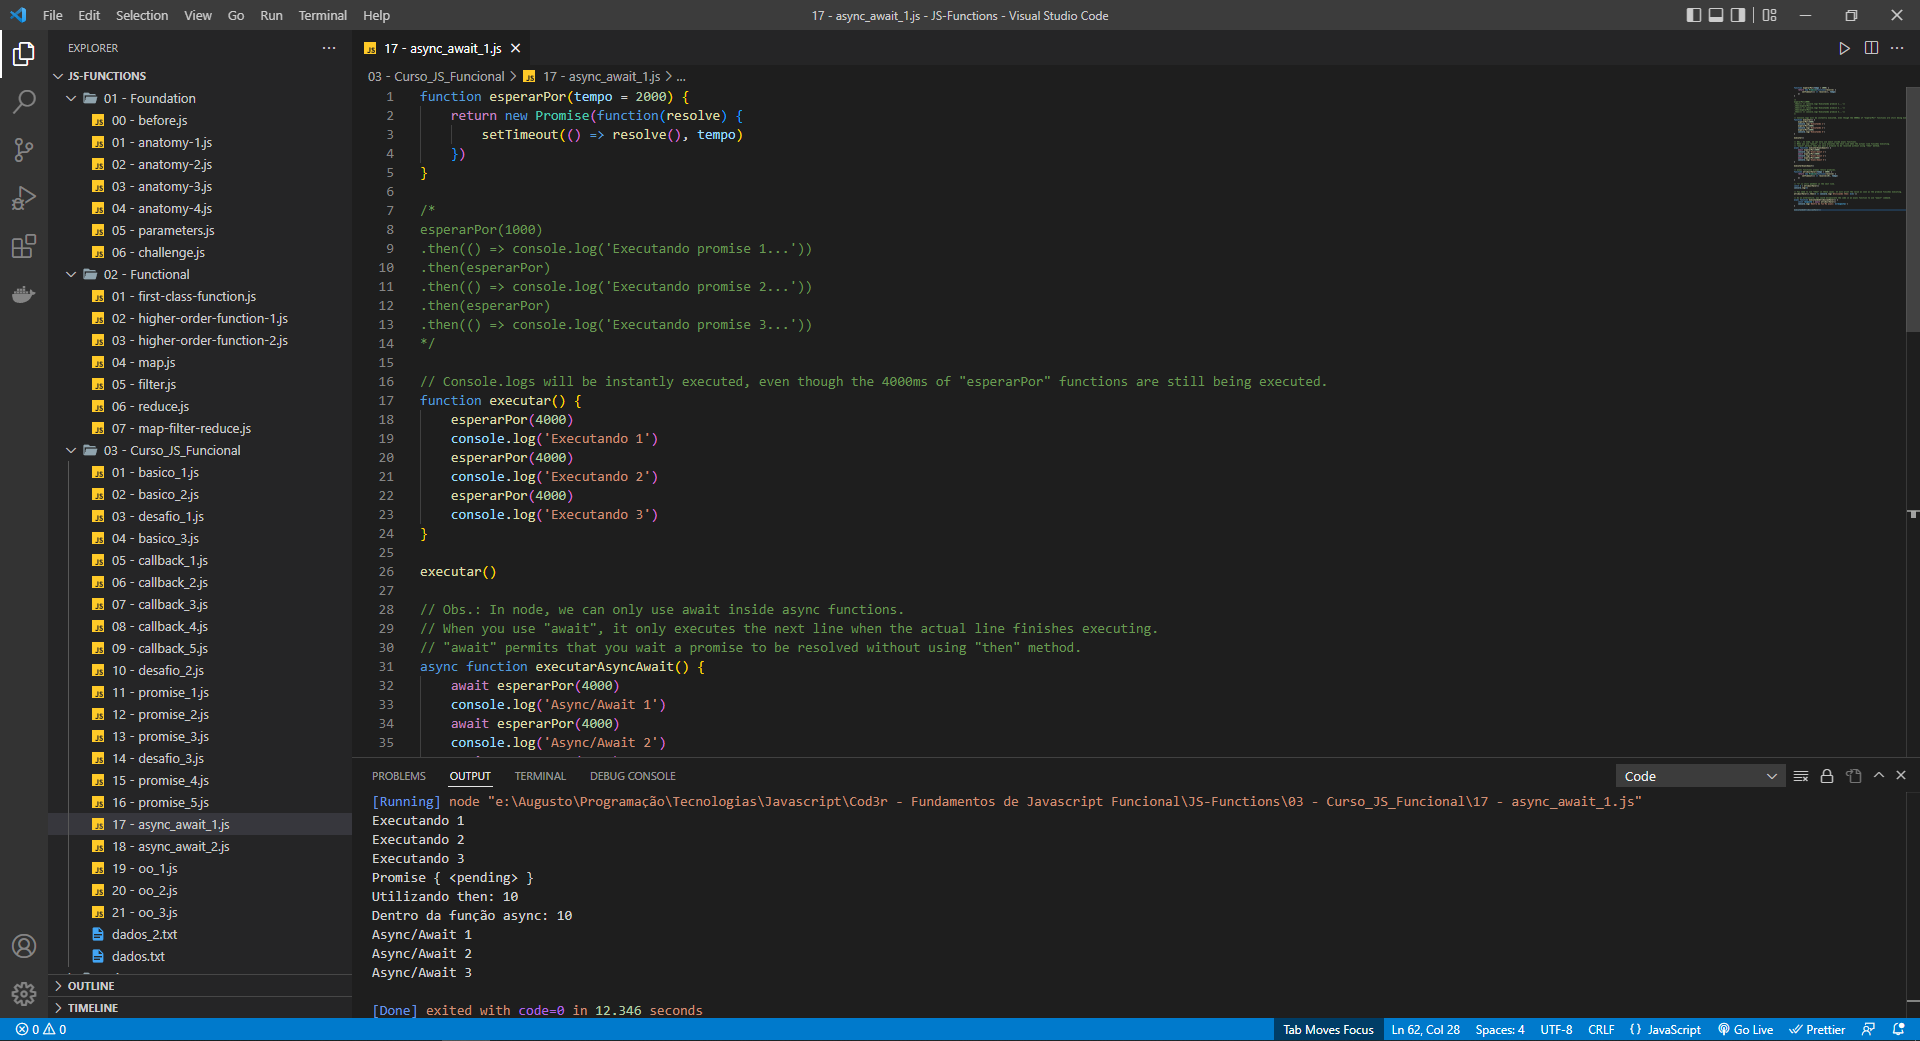 File Edit Selection View Go Run Terminal Help
17 - async_await_1.js - JS-Functions - Visual Studio Code
EXPLORER
JS-FUNCTIONS
01 - Foundation
00 - before.js
01 - anatomy-1.js
02 - anatomy-2.js
03 - anatomy-3.js
04 - anatomy-4.js
05 - parameters.js
06 - challenge.js
02 - Functional
01 - first-class-function.js
02 - higher-order-function-1.js
03 - higher-order-function-2.js
04 - map.js
05 - filter.js
06 - reduce.js
07 - map-filter-reduce.js
03 - Curso_JS_Funcional
01 - basico_1.js
02 - basico_2.js
03 - desafio_1.js
04 - basico_3.js
05 - callback_1.js
06 - callback_2.js
07 - callback_3.js
08 - callback_4.js
09 - callback_5.js
10 - desafio_2.js
11 - promise_1.js
12 - promise_2.js
13 - promise_3.js
14 - desafio_3.js
15 - promise_4.js
16 - promise_5.js
17 - async_await_1.js
18 - async_await_2.js
19 - oo_1.js
20 - oo_2.js
21 - oo_3.js
dados_2.txt
dados.txt
OUTLINE
TIMELINE
17 - async_await_1.js
03 - Curso_JS_Funcional > 17 - async_await_1.js > ...
1 function esperarPor(tempo = 2000) {
2 return new Promise(function(resolve) {
3 setTimeout(() => resolve(), tempo)
4 })
5 }
6
7 /*
8 esperarPor(1000)
9 .then(() => console.log('Executando promise 1...'))
10 .then(esperarPor)
11 .then(() => console.log('Executando promise 2...'))
12 .then(esperarPor)
13 .then(() => console.log('Executando promise 3...'))
14 */
15
16 // Console.logs will be instantly executed, even though the 4000ms of "esperarPor" functions are still being executed.
17 function executar() {
18 esperarPor(4000)
19 console.log('Executando 1')
20 esperarPor(4000)
21 console.log('Executando 2')
22 esperarPor(4000)
23 console.log('Executando 3')
24 }
25
26 executar()
27
28 // Obs.: In node, we can only use await inside async functions.
29 // When you use "await", it only executes the next line when the actual line finishes executing.
30 // "await" permits that you wait a promise to be resolved without using "then" method.
31 async function executarAsyncAwait() {
32 await esperarPor(4000)
33 console.log('Async/Await 1')
34 await esperarPor(4000)
35 console.log('Async/Await 2')
PROBLEMS OUTPUT TERMINAL DEBUG CONSOLE
Code
[Running] node "e:\Augusto\Programação\Tecnologias\Javascript\Cod3r - Fundamentos de Javascript Funcional\JS-Functions\03 - Curso_JS_Funcional\17 - async_await_1.js"
Executando 1
Executando 2
Executando 3
Promise { <pending> }
Utilizando then: 10
Dentro da função async: 10
Async/Await 1
Async/Await 2
Async/Await 3
[Done] exited with code=0 in 12.346 seconds
0 0
Tab Moves Focus Ln 62, Col 28 Spaces: 4 UTF-8 CRLF {} JavaScript Go Live Prettier